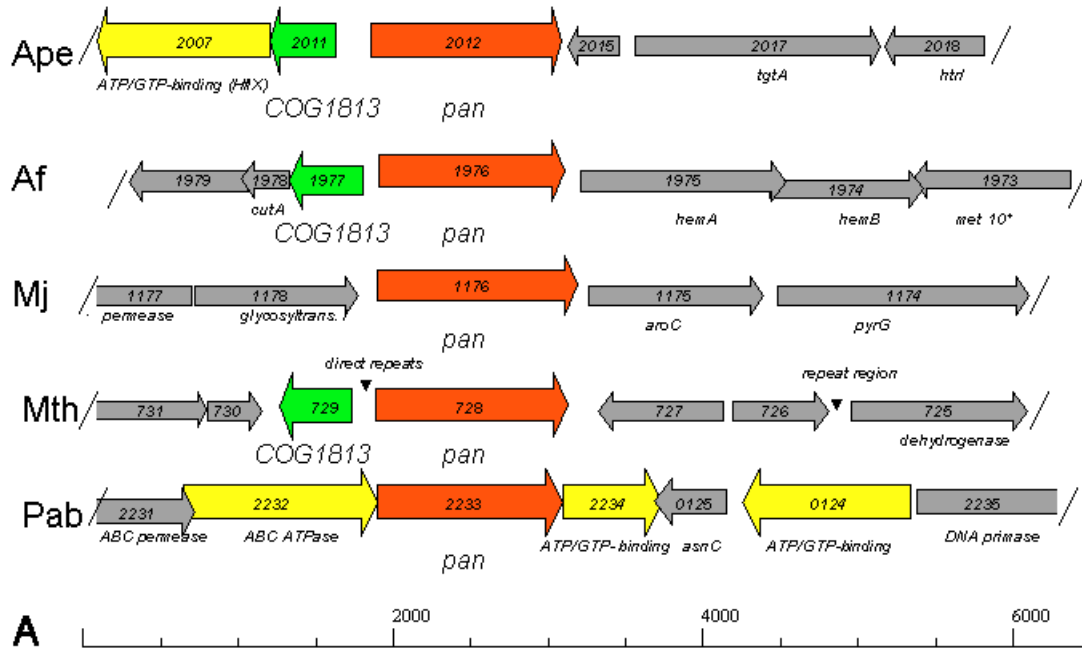 Ape 2007 2011 2012 2015 2017 2018
ATP/GTP-binding (HflX) tgtA htrI
COG1813 pan
Af 1979 1978 1977 1976 1975 1974 1973
cutA hemA hemB met 10*
COG1813 pan
Mj 1177 1178 1176 1175 1174
permease glycosyltrans. aroC pyrG
pan
direct repeats repeat region
Mth 731 730 729 728 727 726 725
dehydrogenase
COG1813 pan
Pab 2231 2232 2233 2234 0125 0124 2235
ABC permease ABC ATPase ATP/GTP- binding asnC ATP/GTP-binding DNA primase
pan
A 2000 4000 6000